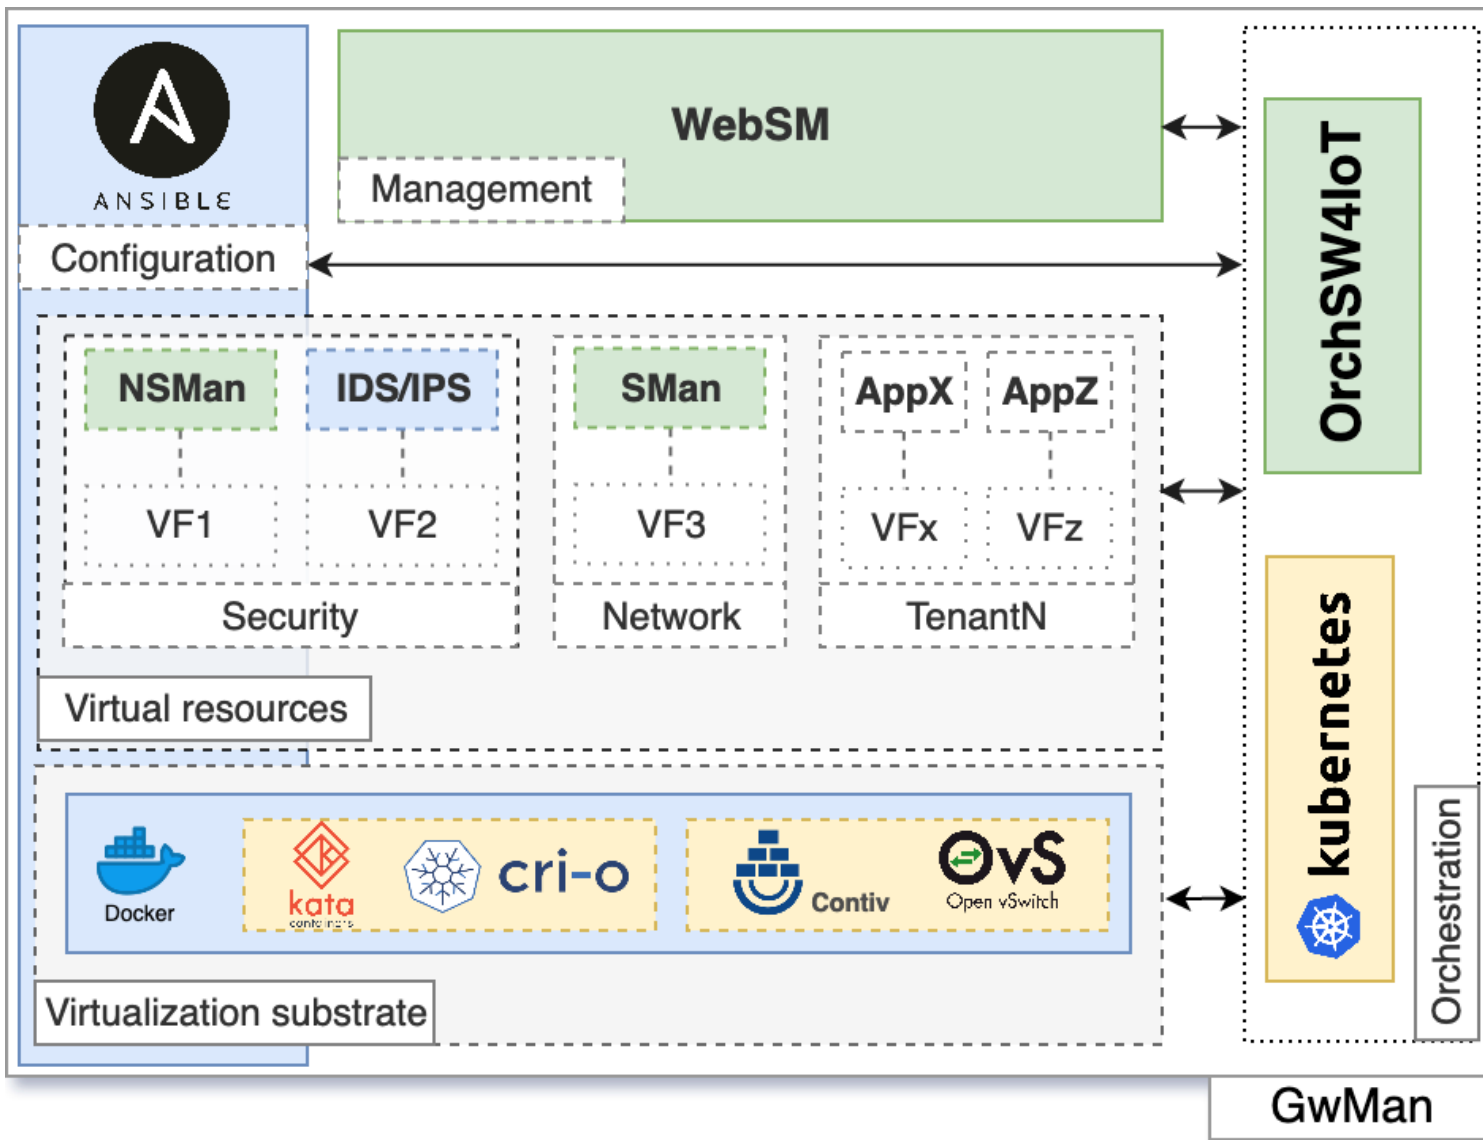 ANSIBLE
Configuration
WebSM
Management
OrchSW4IoT
NSMan
IDS/IPS
SMan
AppX
AppZ
VF1
VF2
VF3
VFx
VFz
Security
Network
TenantN
Virtual resources
kubernetes
Orchestration
Docker
kata
containers
cri-o
Contiv
OvS
Open vSwitch
Virtualization substrate
GwMan